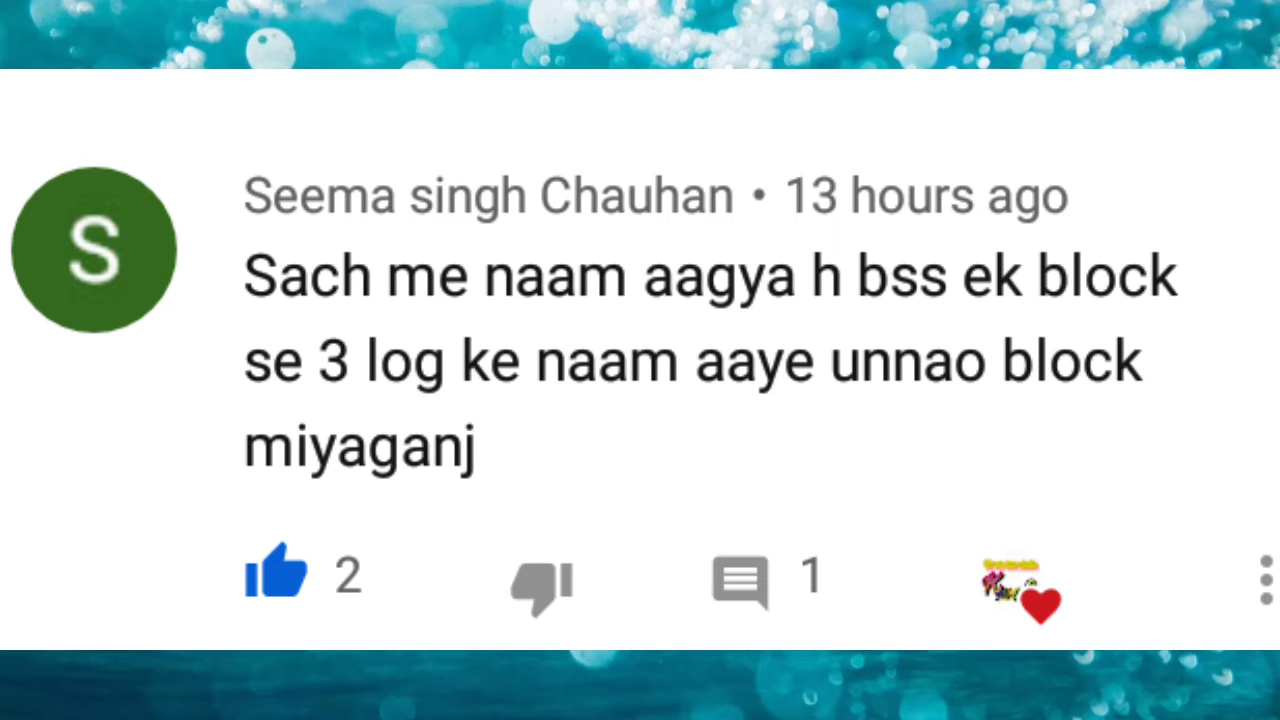 S
Seema singh Chauhan • 13 hours ago
Sach me naam aagya h bss ek block
se 3 log ke naam aaye unnao block
miyaganj
2
1